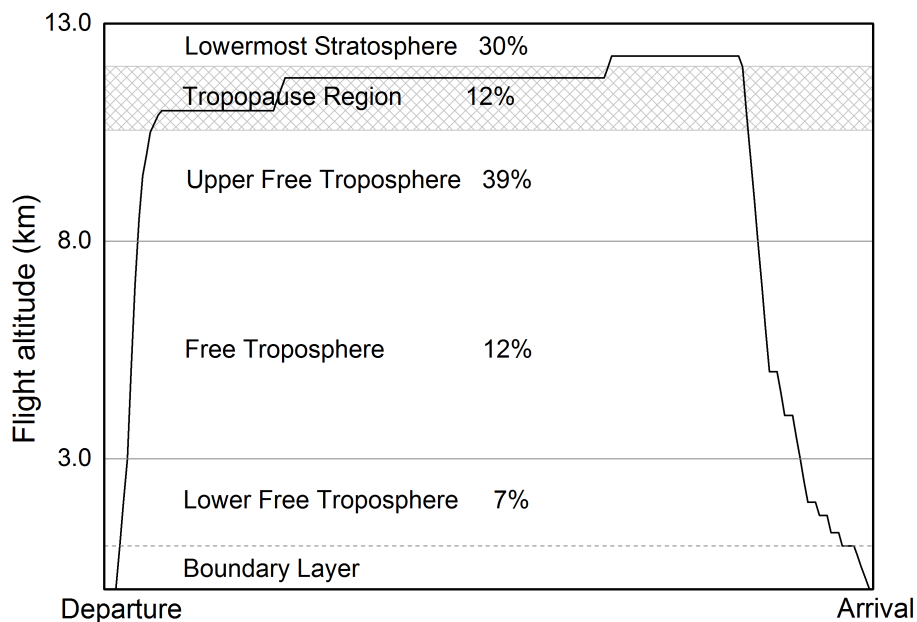 13.0
Lowermost Stratosphere 30%
Tropopause Region 12%
Upper Free Troposphere 39%
8.0
Flight altitude (km)
Free Troposphere 12%
3.0
Lower Free Troposphere 7%
Boundary Layer
Departure Arrival